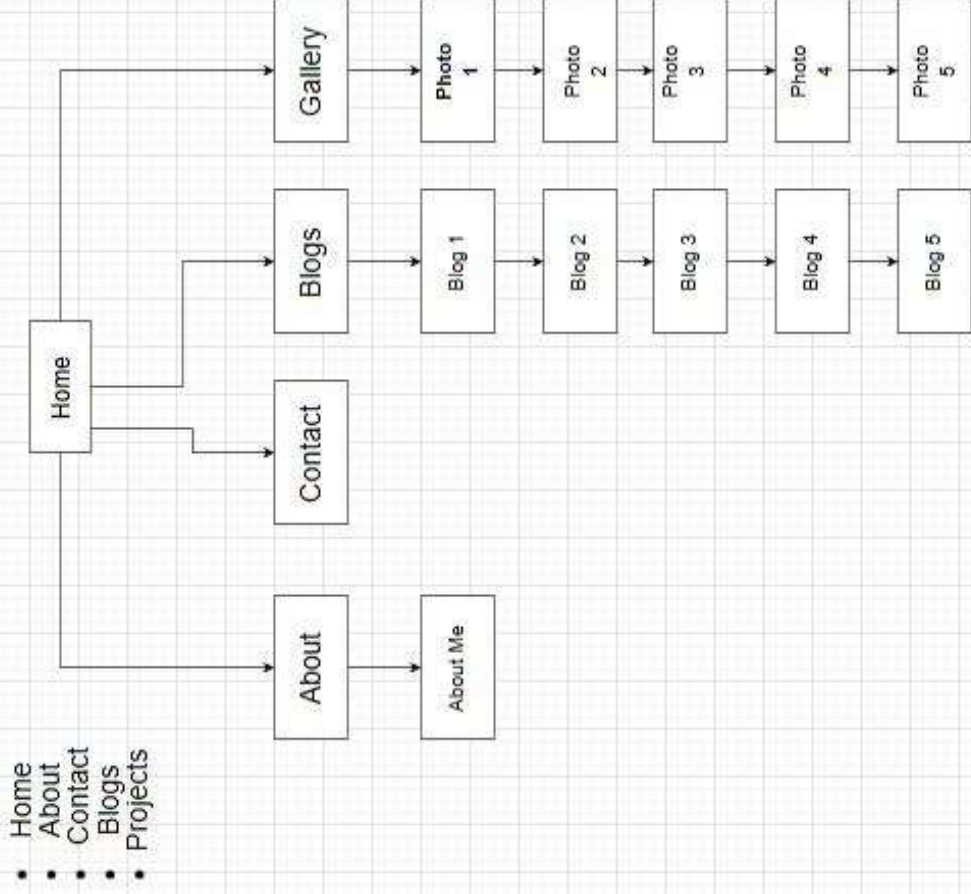 • Home
• About
• Contact
• Blogs
• Projects
Home
About
Contact
Blogs
Gallery
About Me
Blog 1
Photo
1
Blog 2
Photo
2
Blog 3
Photo
3
Blog 4
Photo
4
Blog 5
Photo
5